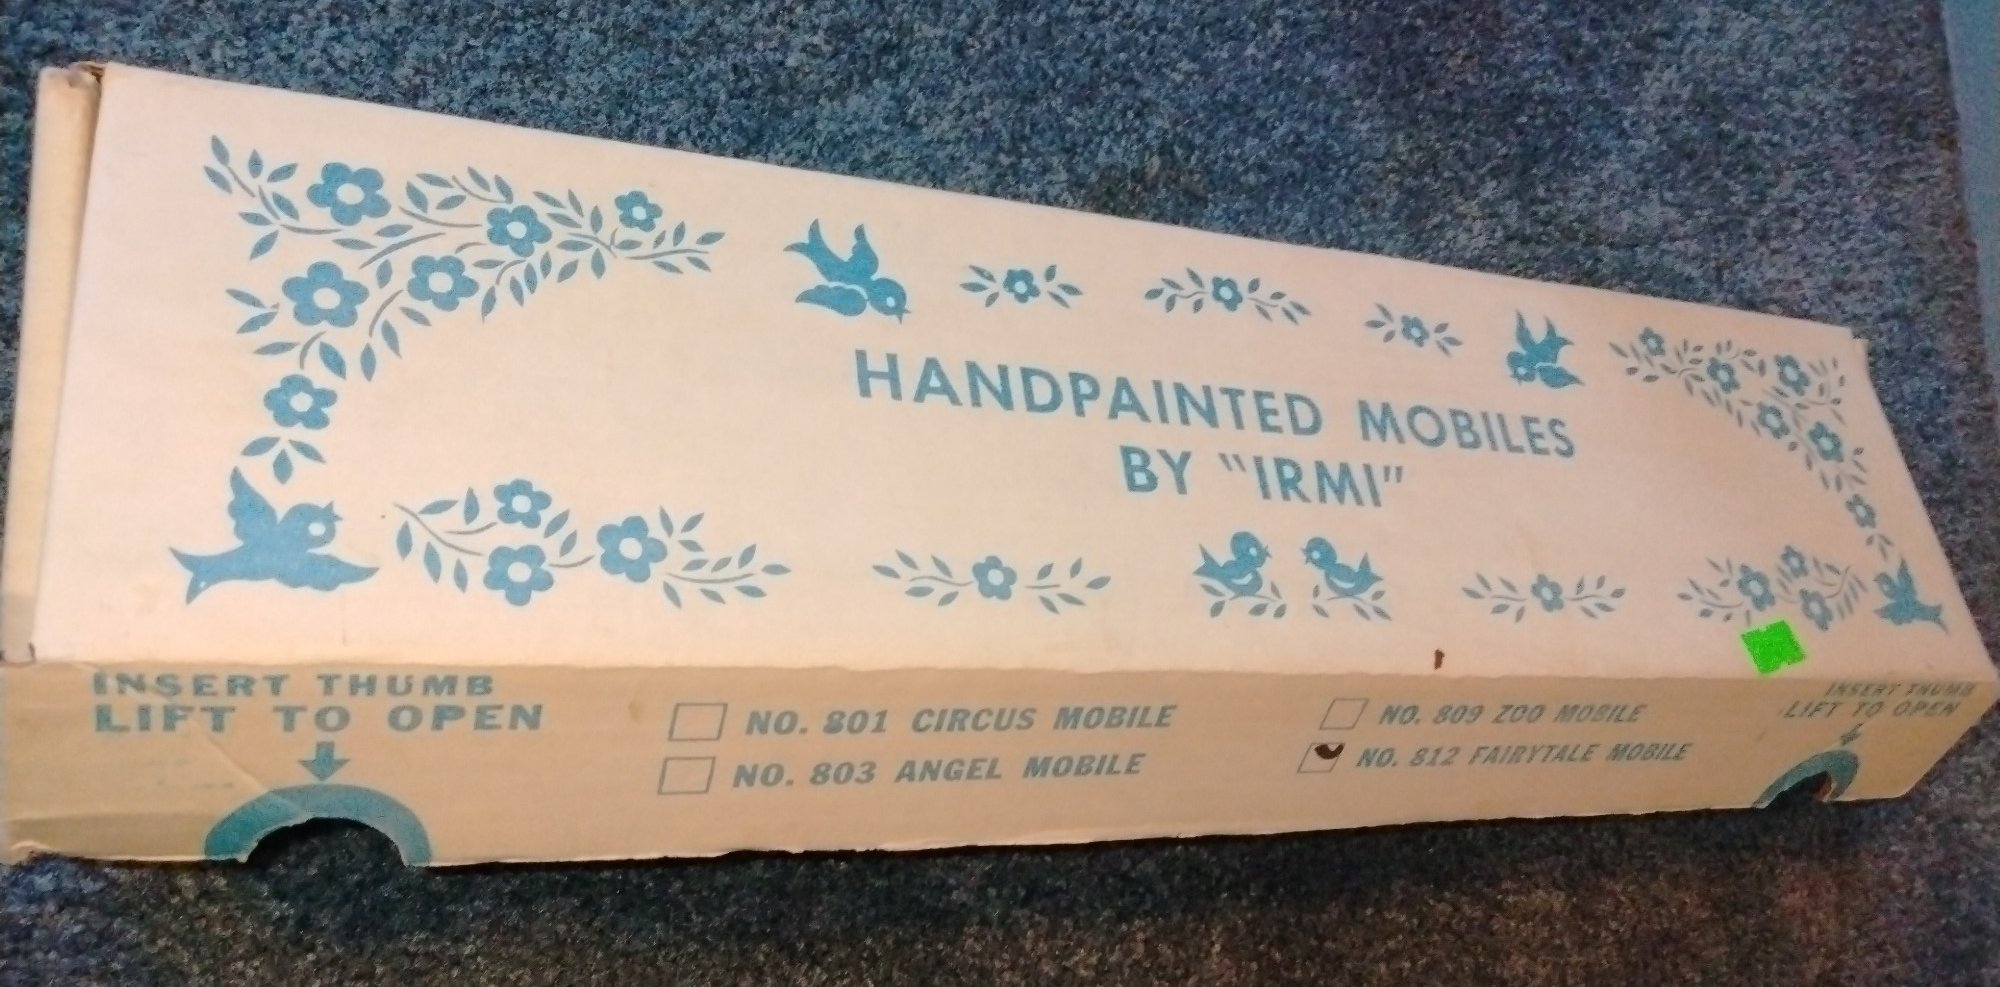 HANDPAINTED MOBILES
BY "IRMI"
INSERT THUMB
LIFT TO OPEN
NO. 801 CIRCUS MOBILE
NO. 803 ANGEL MOBILE
NO. 809 ZOO MOBILE
NO. 812 FAIRYTALE MOBILE
INSERT THUMB
LIFT TO OPEN